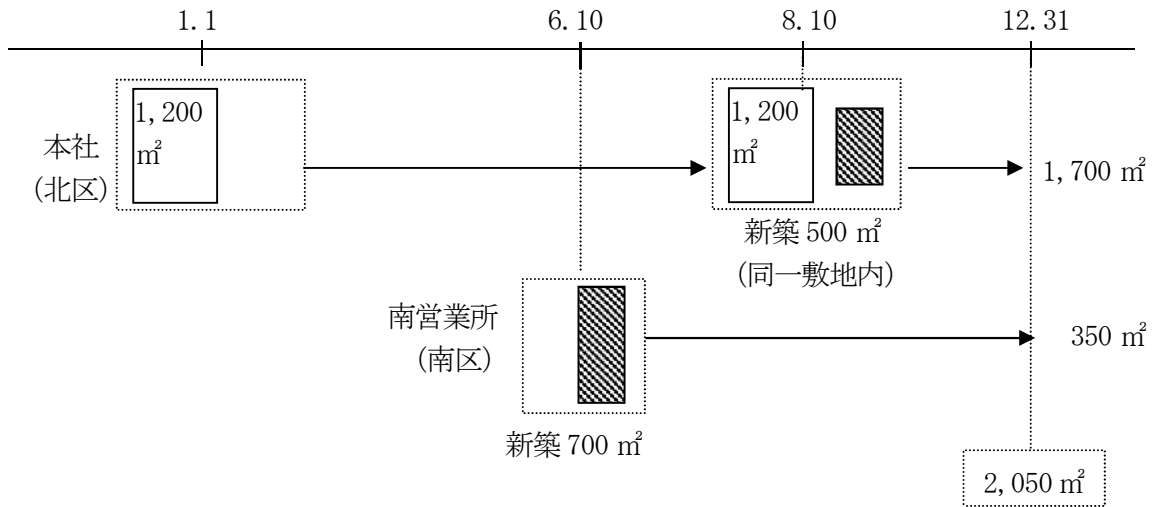 1.1 6.10 8.10 12.31
1,200
㎡
本社
(北区)
1,200
㎡
1,700 ㎡
新築 500 ㎡
(同一敷地内)
南営業所
(南区)
350 ㎡
新築 700 ㎡
2,050 ㎡